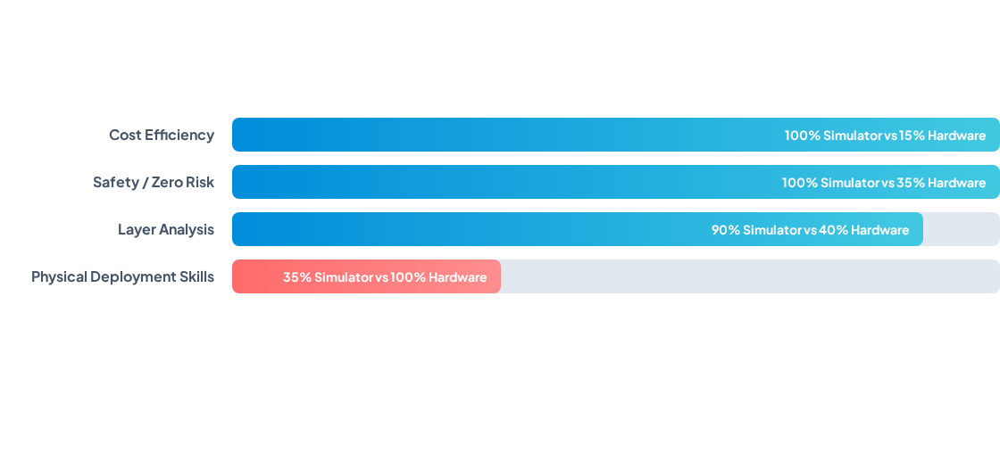 Cost Efficiency
100% Simulator vs 15% Hardware
Safety / Zero Risk
100% Simulator vs 35% Hardware
Layer Analysis
90% Simulator vs 40% Hardware
Physical Deployment Skills
35% Simulator vs 100% Hardware